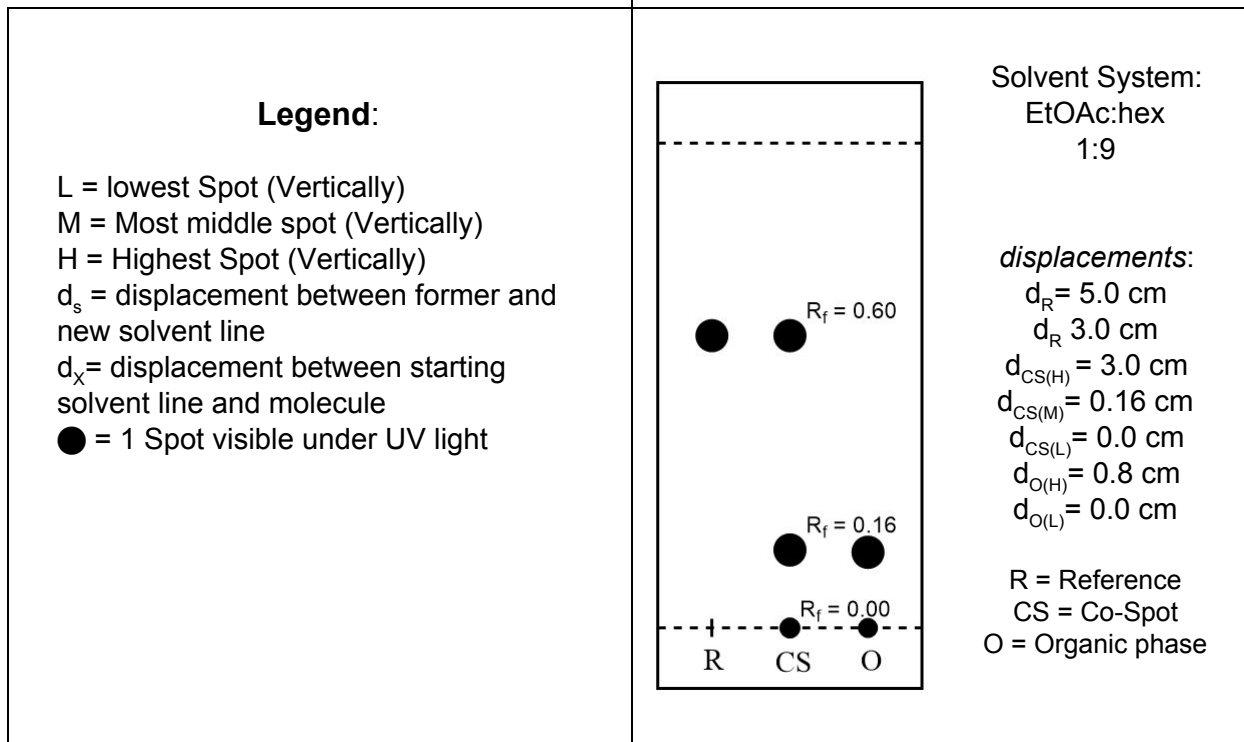 Legend:
L = lowest Spot (Vertically)
M = Most middle spot (Vertically)
H = Highest Spot (Vertically)
ds = displacement between former and
new solvent line
dX= displacement between starting
solvent line and molecule
= 1 Spot visible under UV light
Rf = 0.60
Rf = 0.16
Rf = 0.00
R CS O
Solvent System:
EtOAc:hex
1:9
displacements:
dR= 5.0 cm
dR 3.0 cm
dCS(H) = 3.0 cm
dCS(M)= 0.16 cm
dCS(L)= 0.0 cm
dO(H)= 0.8 cm
dO(L)= 0.0 cm
R = Reference
CS = Co-Spot
O = Organic phase